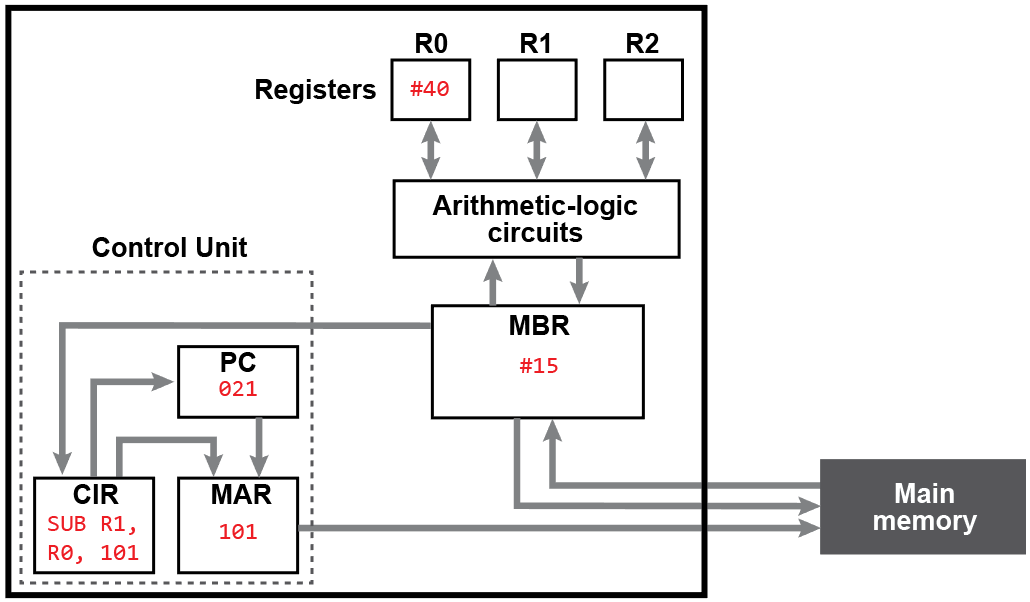 R0 R1 R2
Registers
#40
Arithmetic-logic
circuits
Control Unit
MBR
#15
PC
021
CIR
SUB R1,
R0, 101
MAR
101
Main
memory